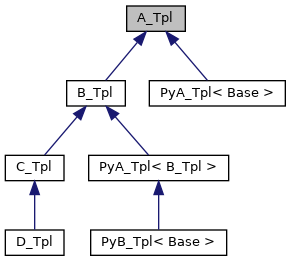 A_Tpl
B_Tpl
PyA_Tpl< Base >
C_Tpl
PyA_Tpl< B_Tpl >
D_Tpl
PyB_Tpl< Base >